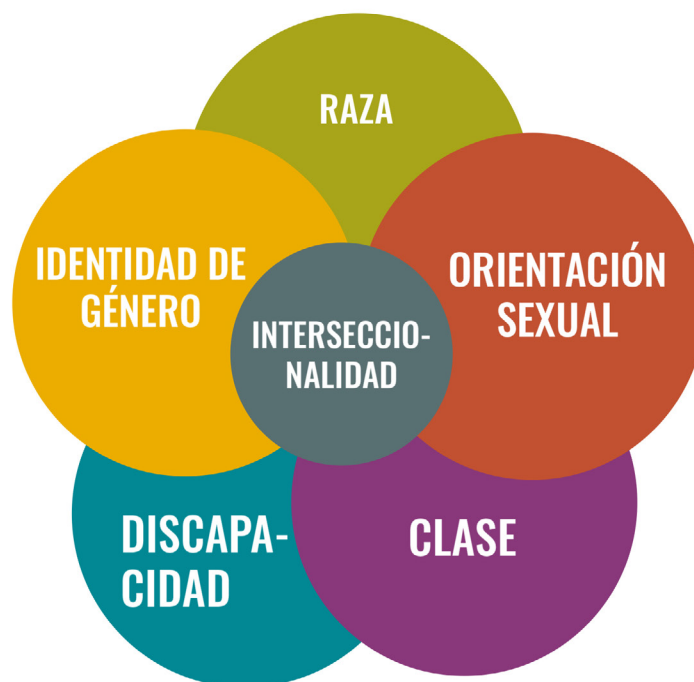 RAZA
IDENTIDAD DE
GÉNERO
ORIENTACIÓN
SEXUAL
INTERSECCIO-
NALIDAD
DISCAPA-
CIDAD
CLASE